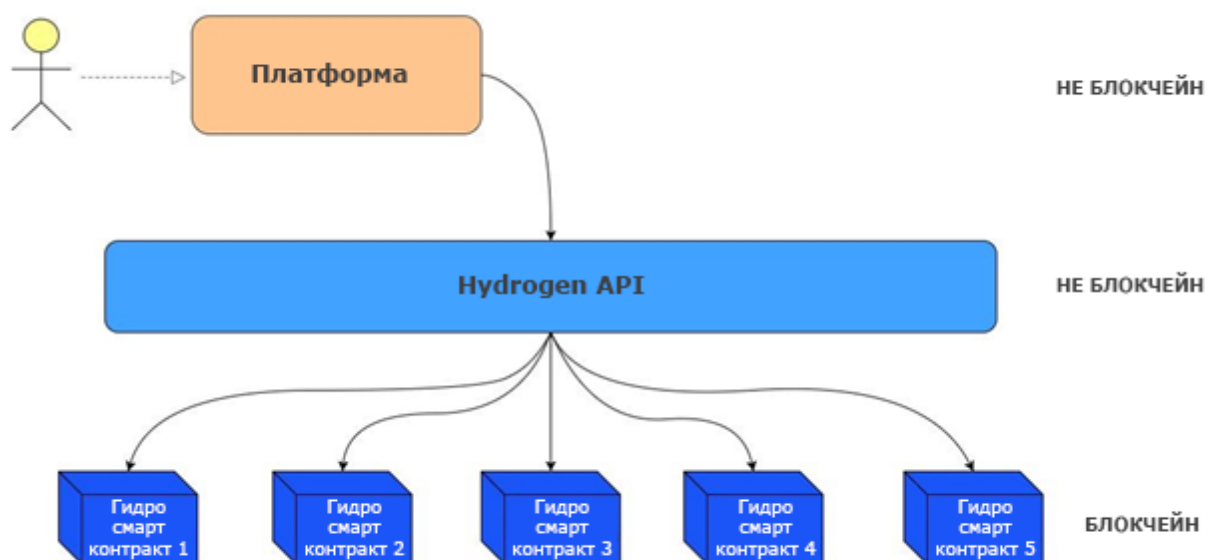 Платформа
НЕ БЛОКЧЕЙН
Hydrogen API
НЕ БЛОКЧЕЙН
Гидро
смарт
контракт 1
Гидро
смарт
контракт 2
Гидро
смарт
контракт 3
Гидро
смарт
контракт 4
Гидро
смарт
контракт 5
БЛОКЧЕЙН